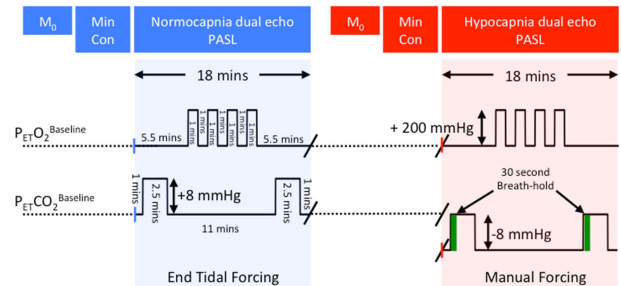 M0
Min
Con
Normocapnia dual echo
PASL
M0
Min
Con
Hypocapnia dual echo
PASL
18 mins
18 mins
PETO2Baseline
5.5 mins
1 mins
1 mins
1 mins
1 mins
1 mins
1 mins
1 mins
5.5 mins
+ 200 mmHg
PETCO2Baseline
1 mins
2.5 mins
+8 mmHg
11 mins
2.5 mins
1 mins
30 second
Breath-hold
-8 mmHg
End Tidal Forcing
Manual Forcing